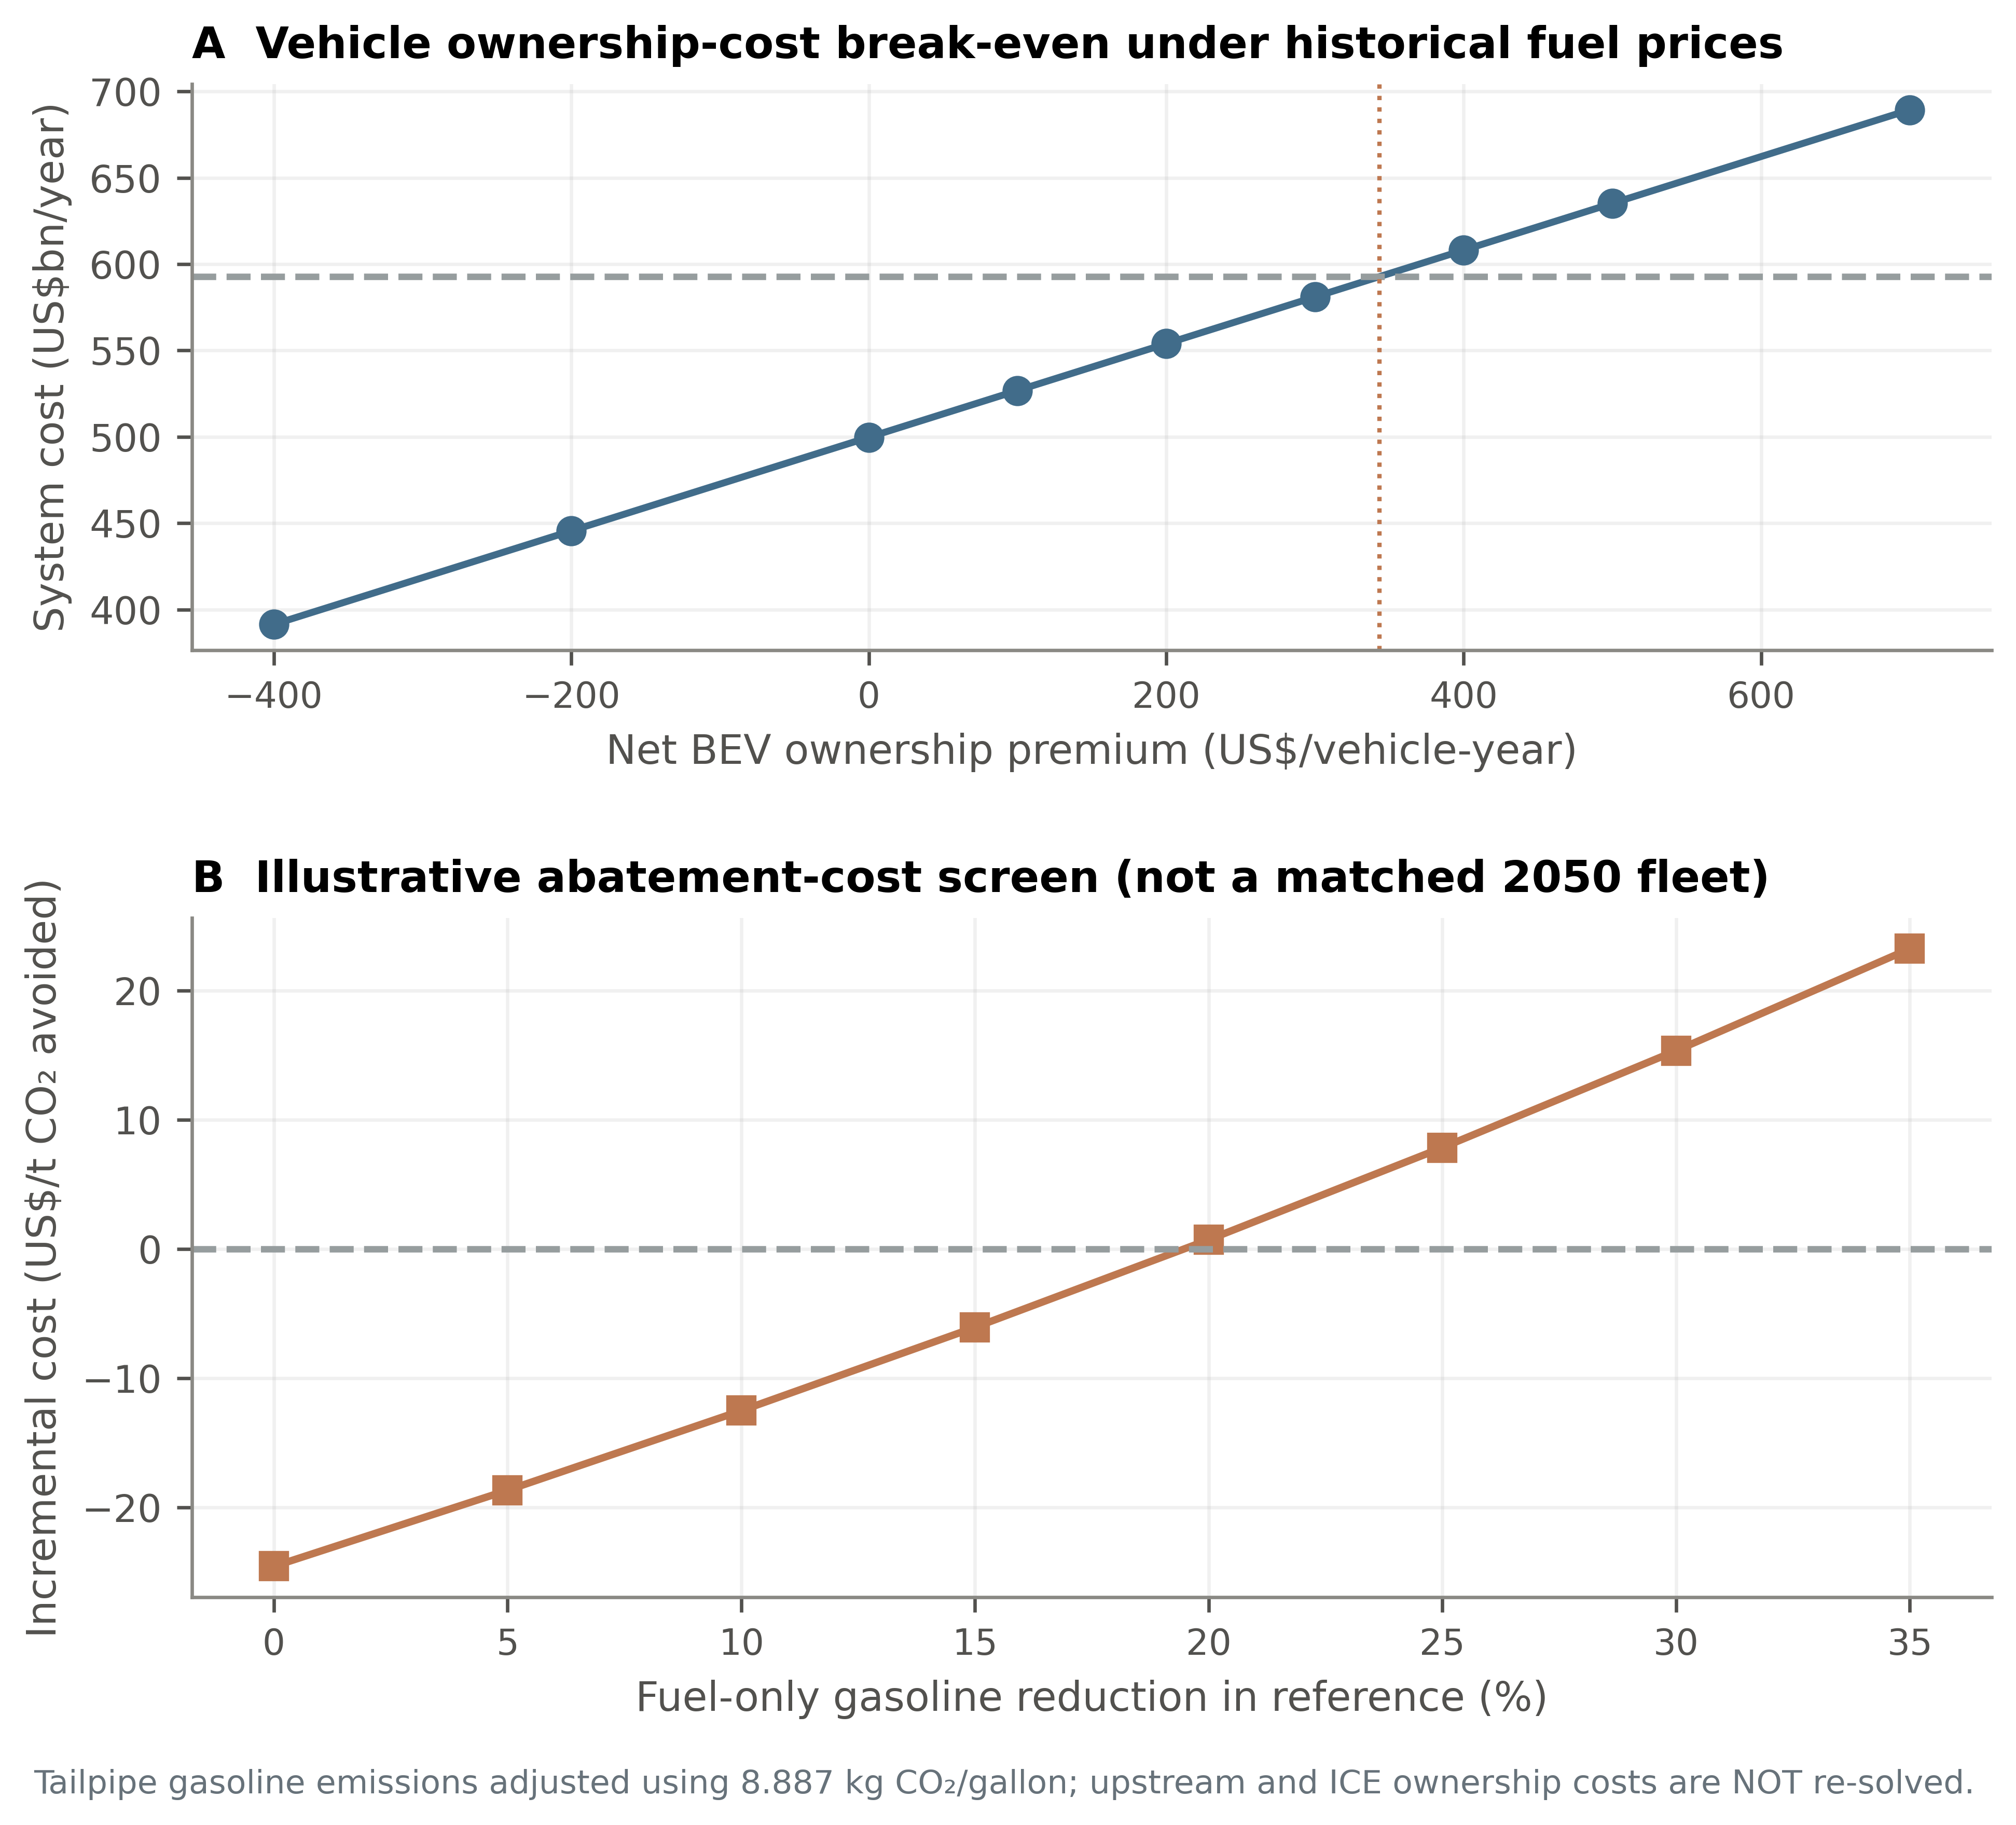 A Vehicle ownership-cost break-even under historical fuel prices
System cost (US$bn/year)
700
650
600
550
500
450
400
−400 −200 0 200 400 600
Net BEV ownership premium (US$/vehicle-year)
B Illustrative abatement-cost screen (not a matched 2050 fleet)
Incremental cost (US$/t CO₂ avoided)
20
10
0
−10
−20
0 5 10 15 20 25 30 35
Fuel-only gasoline reduction in reference (%)
Tailpipe gasoline emissions adjusted using 8.887 kg CO₂/gallon; upstream and ICE ownership costs are NOT re-solved.